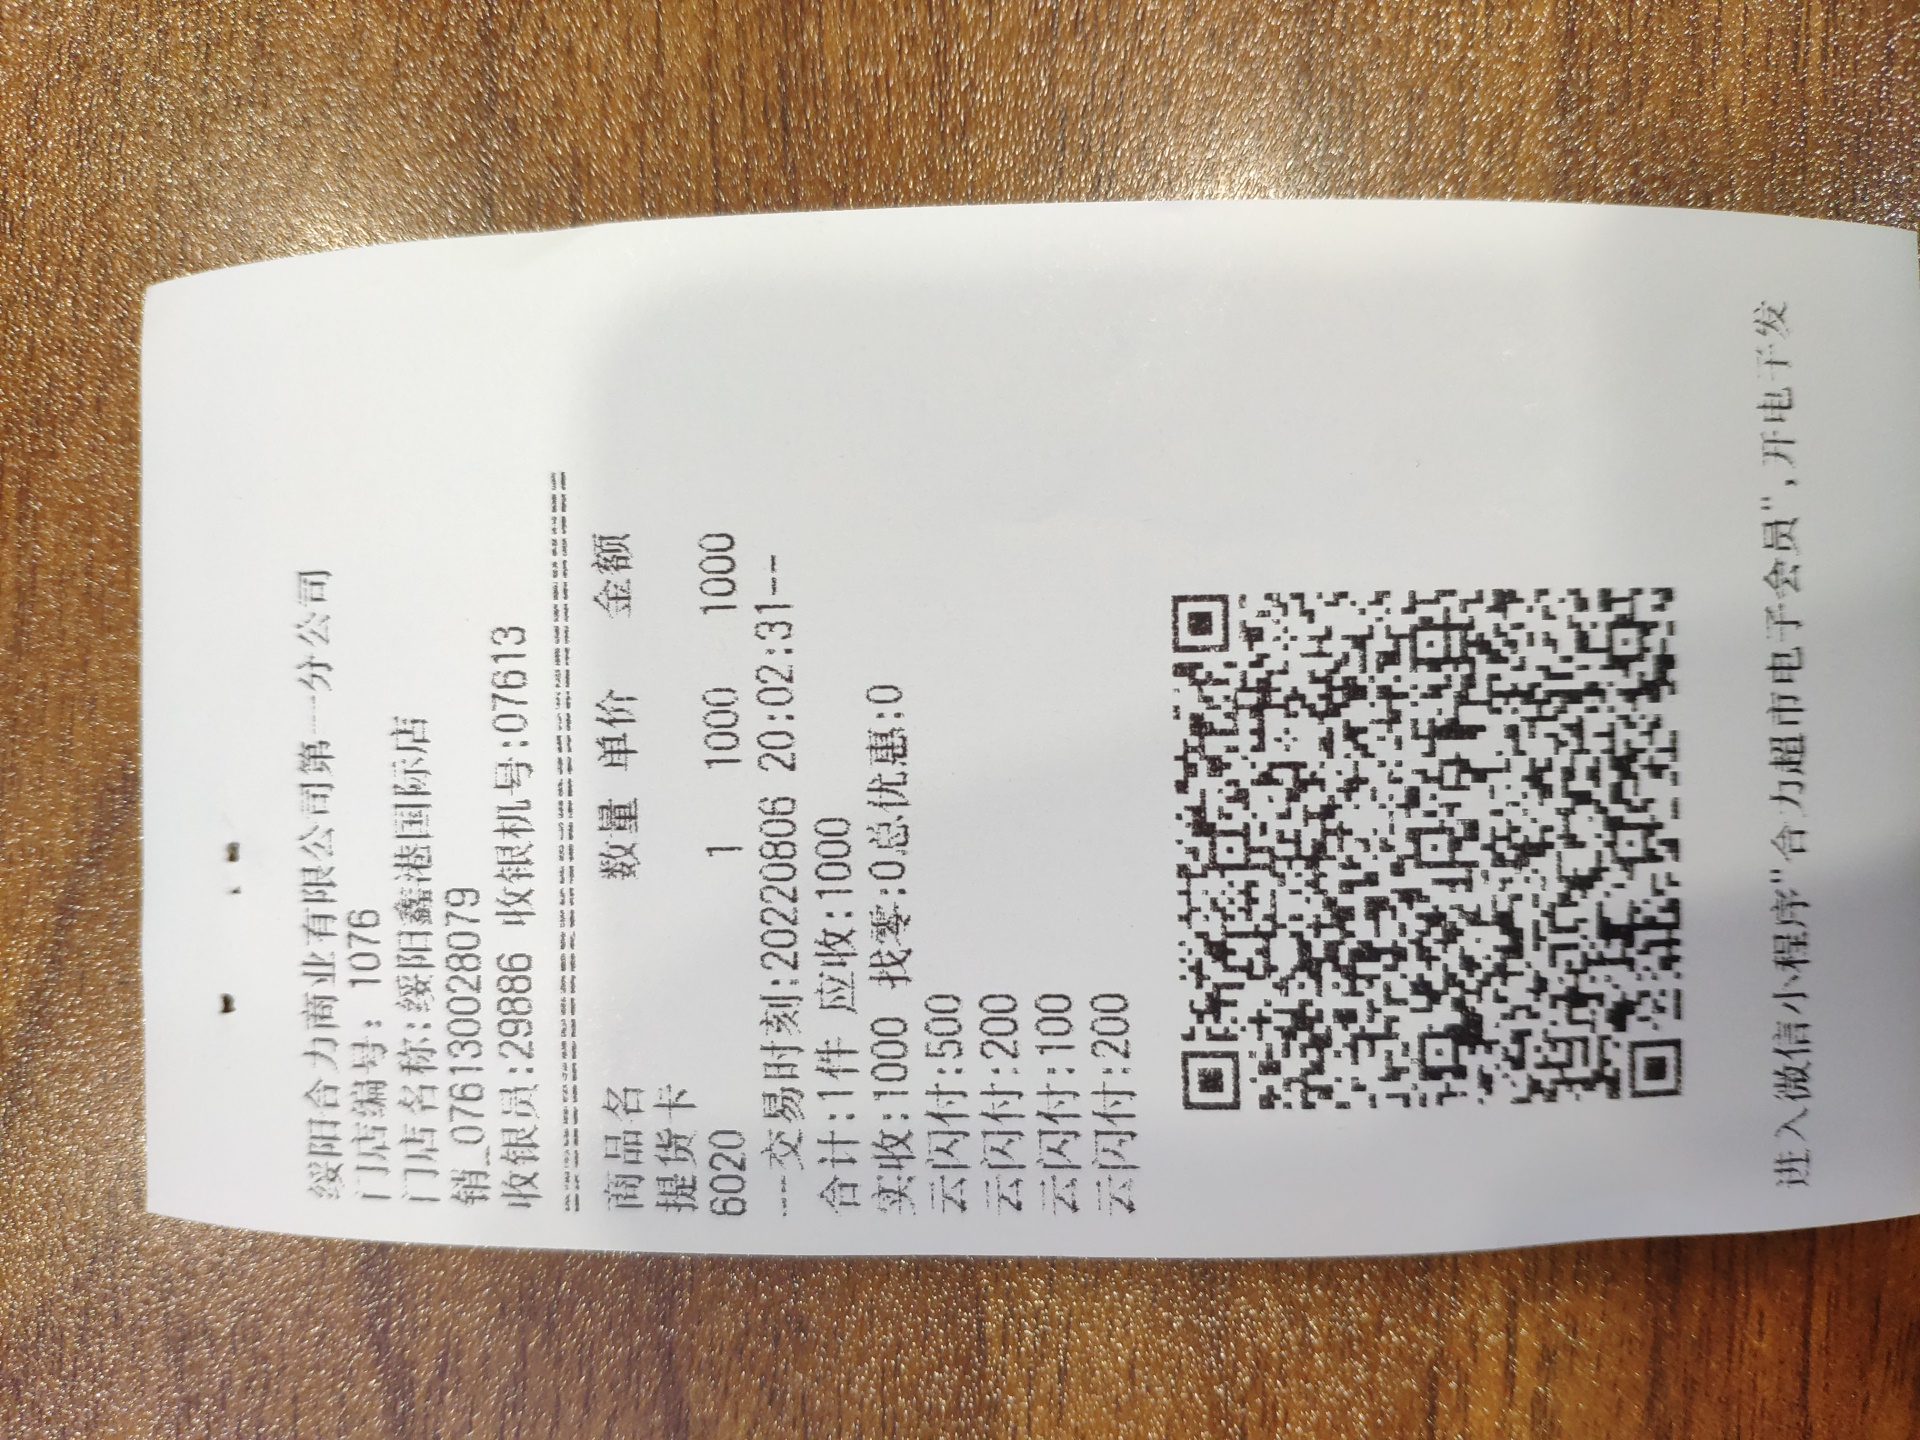 绥阳合力商业有限公司第一分公司
门店编号: 1076
门店名称:绥阳鑫港国际店
销_076130028079
收银员:29886 收银机号:07613
商品名 数量 单价 金额
提货卡
6020 1 1000 1000
--交易时刻:20220806 20:02:31--
合计:1件 应收:1000
实收:1000 找零:0总优惠:0
云闪付:500
云闪付:200
云闪付:100
云闪付:200
进入微信小程序"合力超市电子会员",开电子发